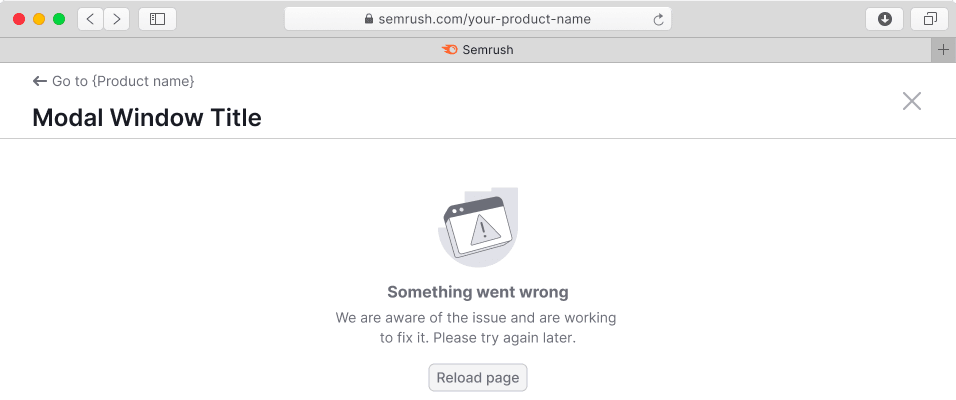 semrush.com/your-product-name
Semrush
Go to {Product name}
Modal Window Title
Something went wrong
We are aware of the issue and are working
to fix it. Please try again later.
Reload page